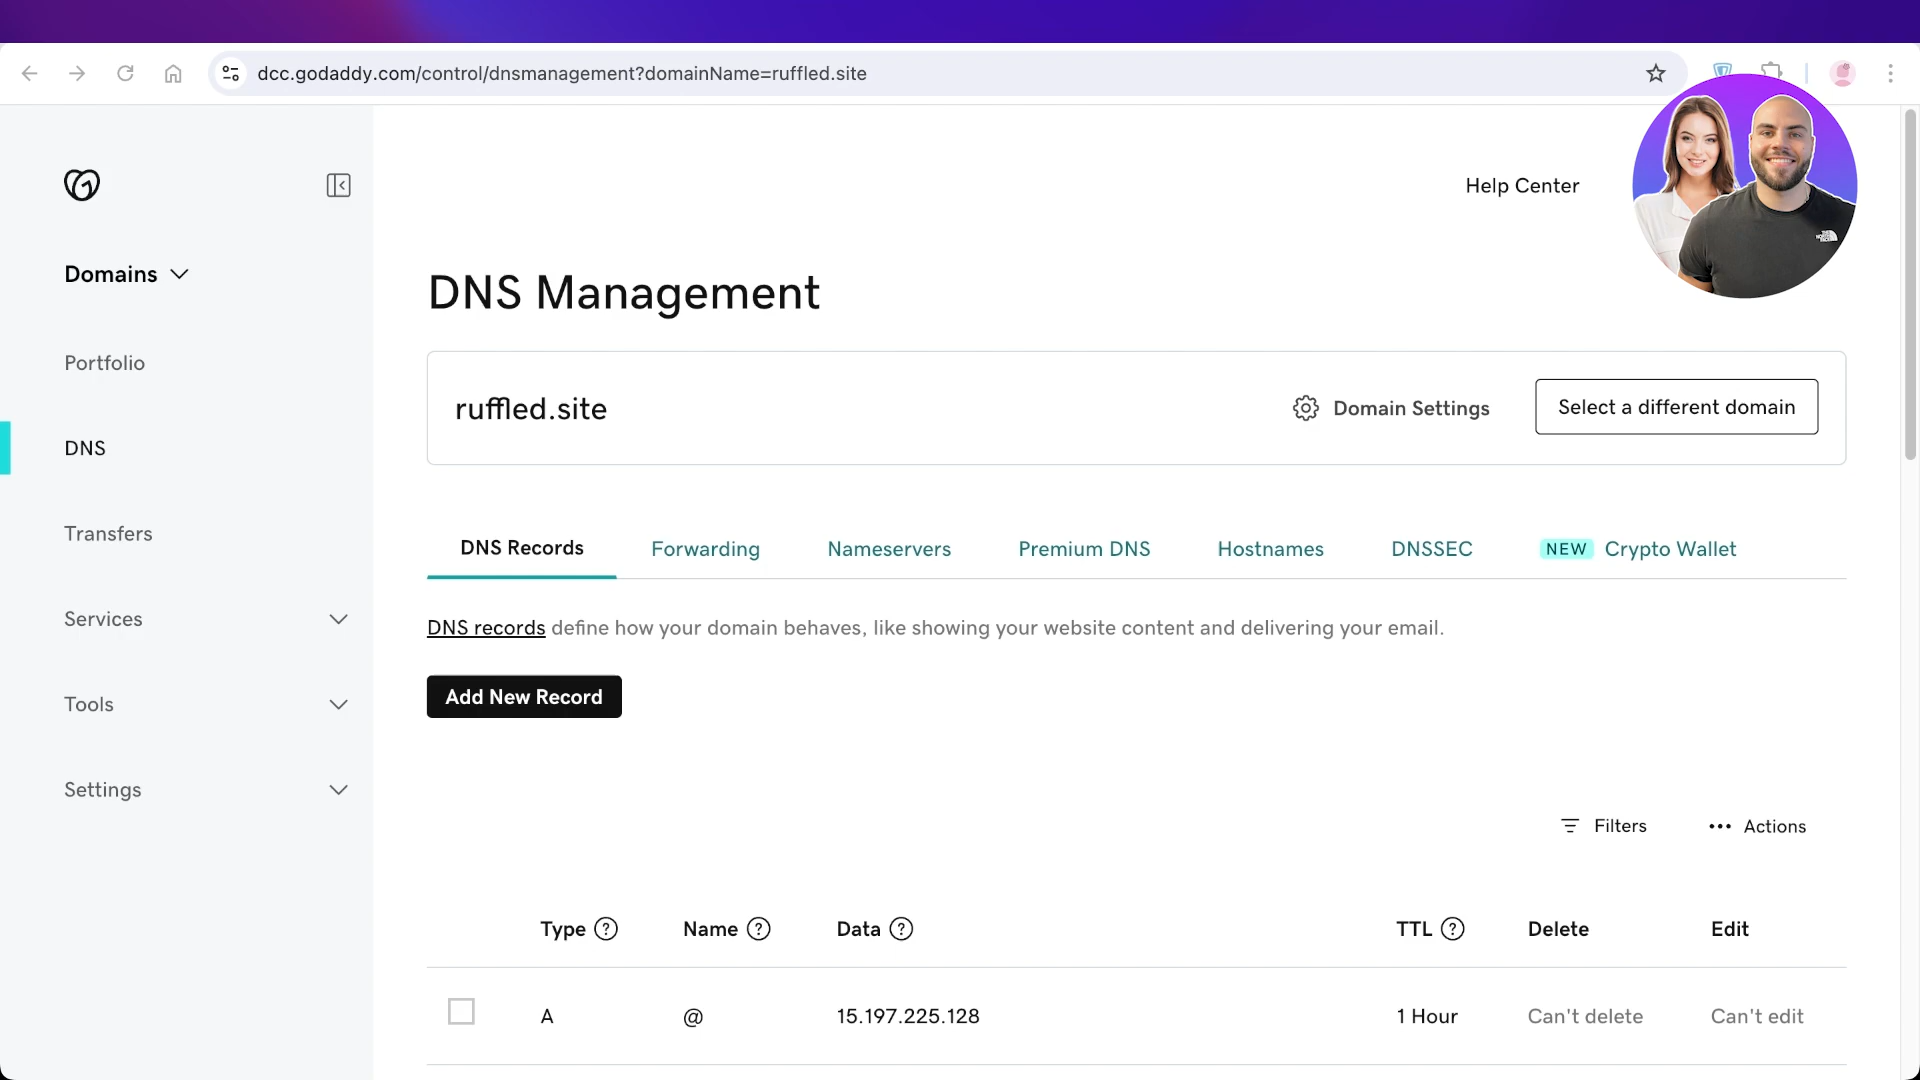 dcc.godaddy.com/control/dnsmanagement?domainName=ruffled.site
Help Center
Domains
Portfolio
DNS
Transfers
Services
Tools
Settings
DNS Management
ruffled.site
Domain Settings
Select a different domain
DNS Records
Forwarding
Nameservers
Premium DNS
Hostnames
DNSSEC
NEW Crypto Wallet
DNS records define how your domain behaves, like showing your website content and delivering your email.
Add New Record
Filters
Actions
Type ? Name ? Data ? TTL ? Delete Edit
A @ 15.197.225.128 1 Hour Can't delete Can't edit